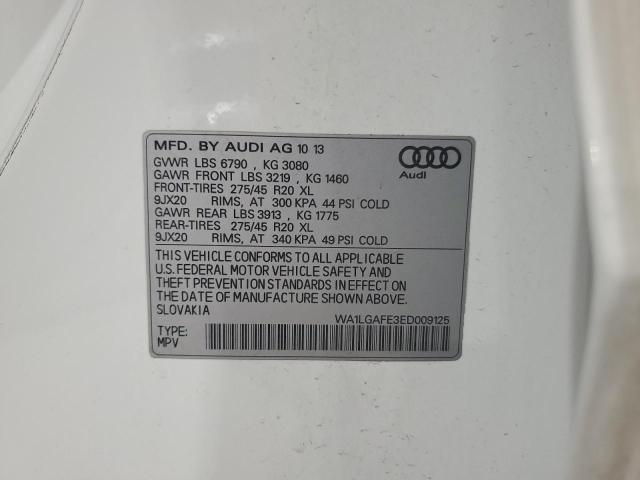 MFD. BY AUDI AG 10 13
GVWR LBS 6790 , KG 3080
GAWR FRONT LBS 3219 , KG 1460
FRONT-TIRES 275/45 R20 XL
9JX20 RIMS, AT 300 KPA 44 PSI COLD
GAWR REAR LBS 3913 , KG 1775
REAR-TIRES 275/45 R20 XL
9JX20 RIMS, AT 340 KPA 49 PSI COLD
Audi
THIS VEHICLE CONFORMS TO ALL APPLICABLE
U.S. FEDERAL MOTOR VEHICLE SAFETY AND
THEFT PREVENTION STANDARDS IN EFFECT ON
THE DATE OF MANUFACTURE SHOWN ABOVE.
SLOVAKIA
WA1LGAFE3ED009125
TYPE:
MPV